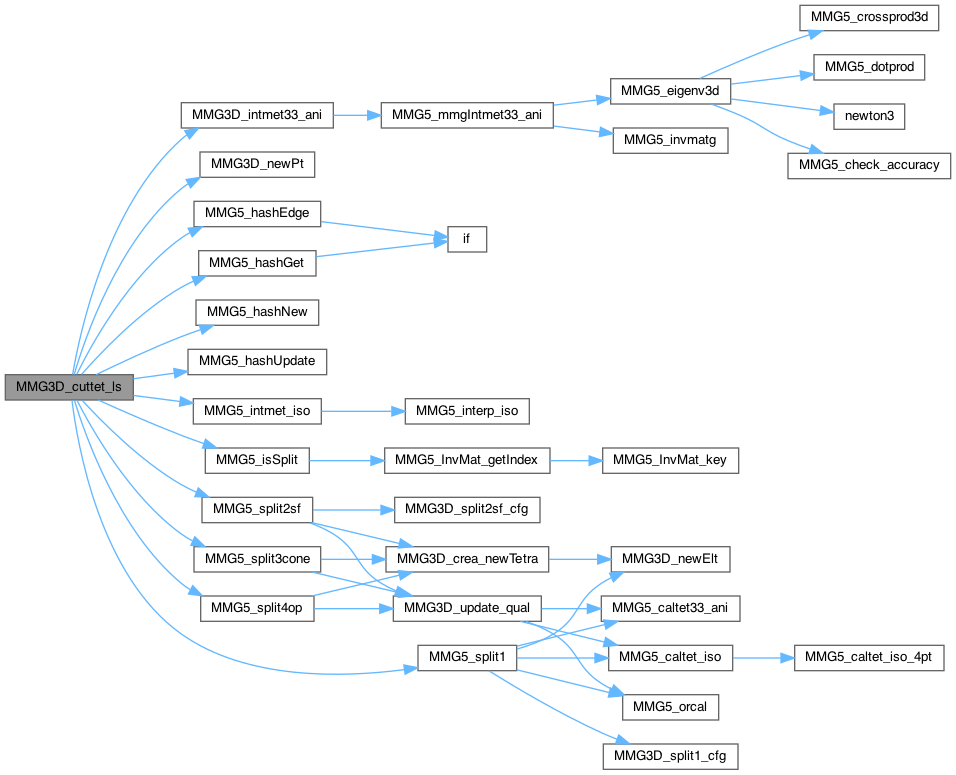 MMG5_crossprod3d
MMG5_dotprod
MMG5_eigenv3d
MMG3D_intmet33_ani
MMG5_mmgIntmet33_ani
newton3
MMG5_invmatg
MMG3D_newPt
MMG5_check_accuracy
MMG5_hashEdge
if
MMG5_hashGet
MMG5_hashNew
MMG5_hashUpdate
MMG3D_cuttet_ls
MMG5_intmet_iso
MMG5_interp_iso
MMG5_isSplit
MMG5_InvMat_getIndex
MMG5_InvMat_key
MMG5_split2sf
MMG3D_split2sf_cfg
MMG5_split3cone
MMG3D_crea_newTetra
MMG3D_newElt
MMG5_split4op
MMG3D_update_qual
MMG5_caltet33_ani
MMG5_split1
MMG5_caltet_iso
MMG5_caltet_iso_4pt
MMG5_orcal
MMG3D_split1_cfg